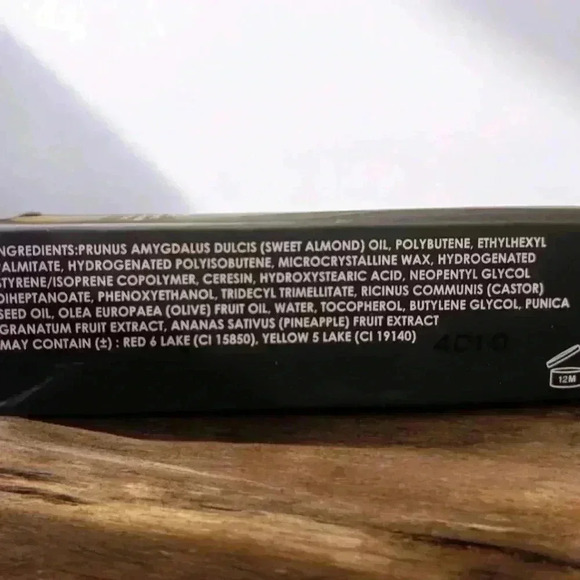 NGREDIENTS:PRUNUS AMYGDALUS DULCIS (SWEET ALMOND) OIL, POLYBUTENE, ETHYLHEXYL
PALMITATE, HYDROGENATED POLYISOBUTENE, MICROCRYSTALLINE WAX, HYDROGENATED
STYRENE/ISOPRENE COPOLYMER, CERESIN, HYDROXYSTEARIC ACID, NEOPENTYL GLYCOL
DIHEPTANOATE, PHENOXYETHANOL, TRIDECYL TRIMELLITATE, RICINUS COMMUNIS (CASTOR)
SEED OIL, OLEA EUROPAEA (OLIVE) FRUIT OIL, WATER, TOCOPHEROL, BUTYLENE GLYCOL, PUNICA
GRANATUM FRUIT EXTRACT, ANANAS SATIVUS (PINEAPPLE) FRUIT EXTRACT
MAY CONTAIN (±) : RED 6 LAKE (CI 15850), YELLOW 5 LAKE (CI 19140)
12M